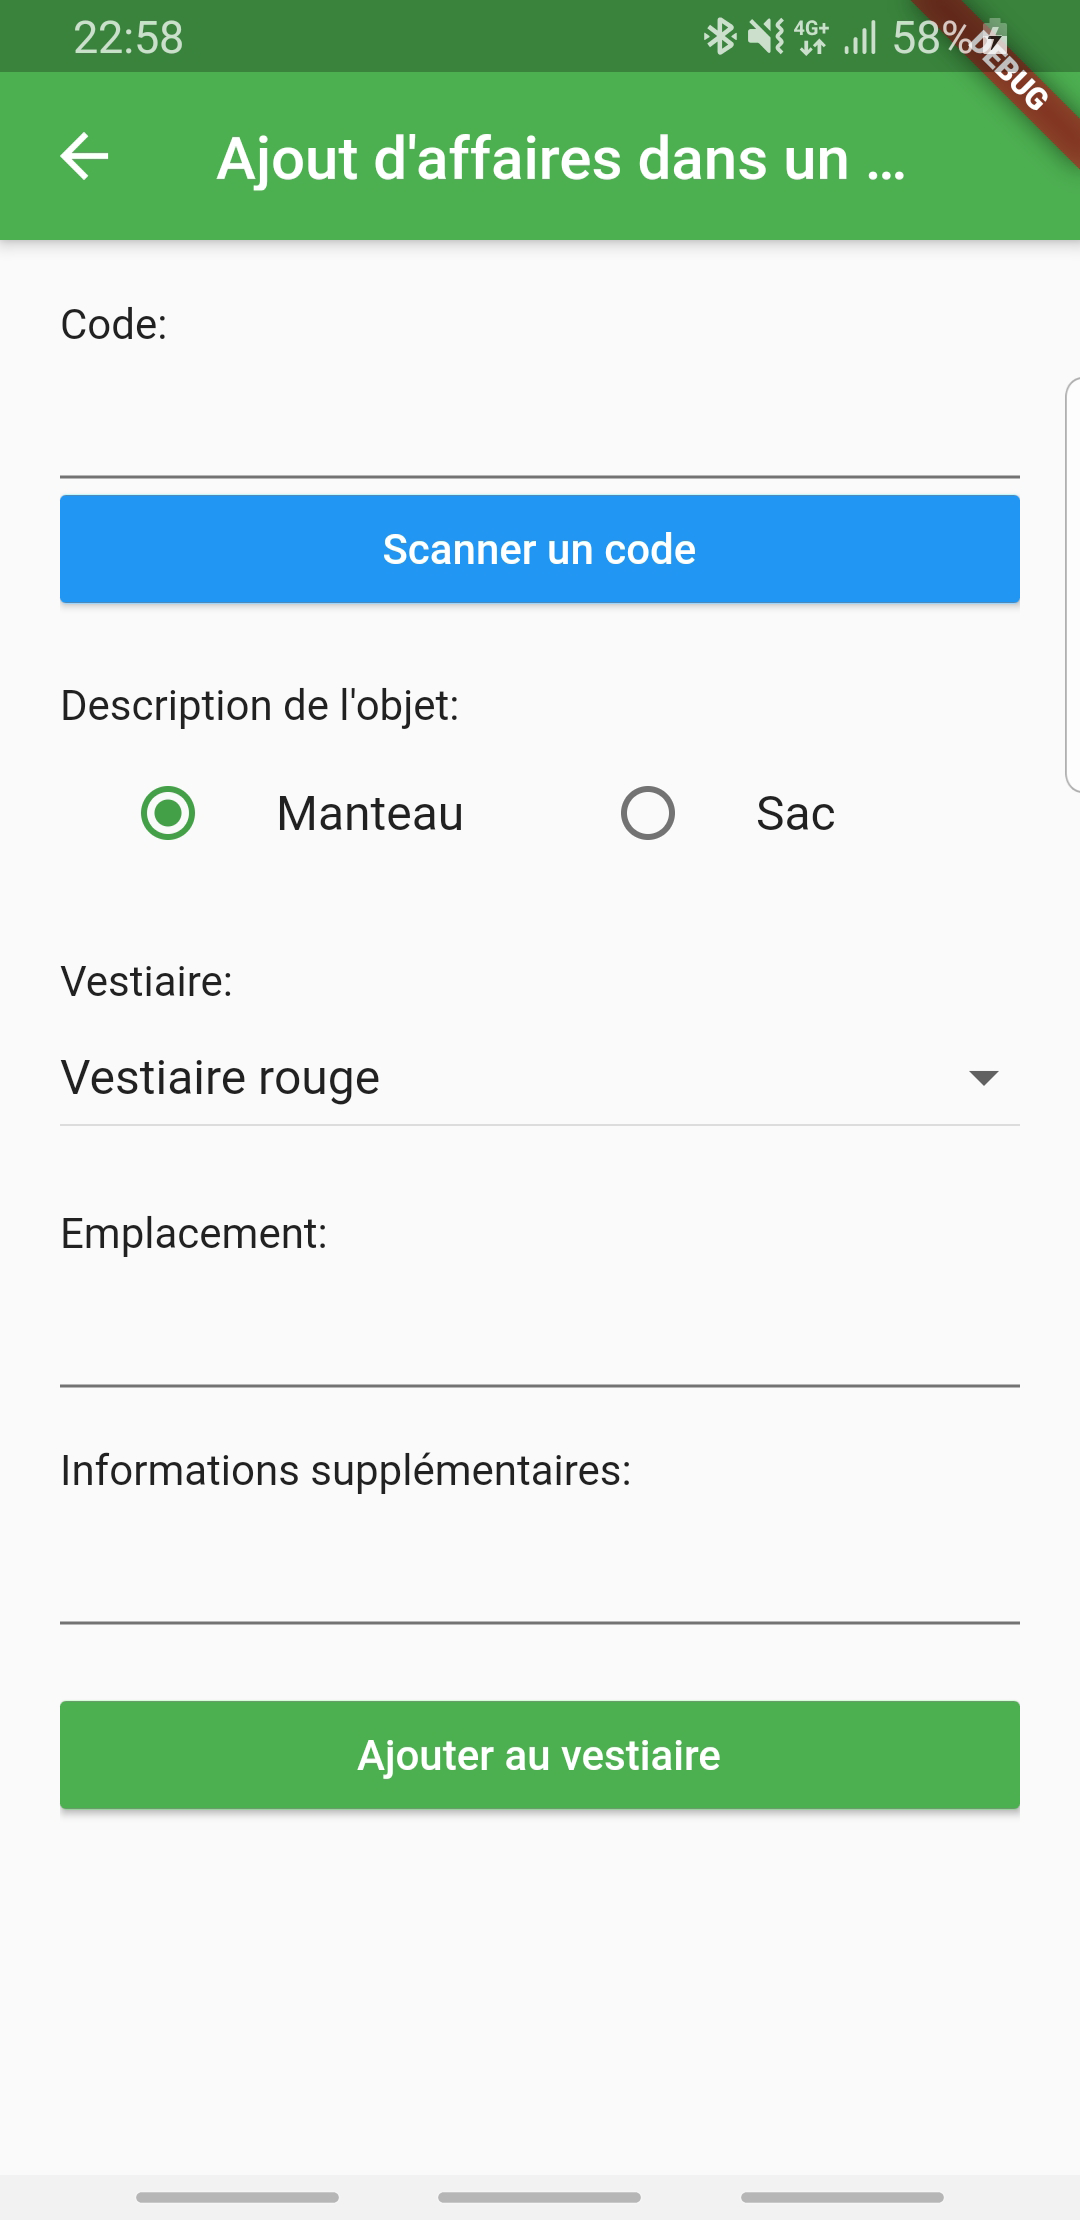 22:58 4G+ 58%
DEBUG
Ajout d'affaires dans un ...
Code:
Scanner un code
Description de l'objet:
Manteau Sac
Vestiaire:
Vestiaire rouge
Emplacement:
Informations supplémentaires:
Ajouter au vestiaire